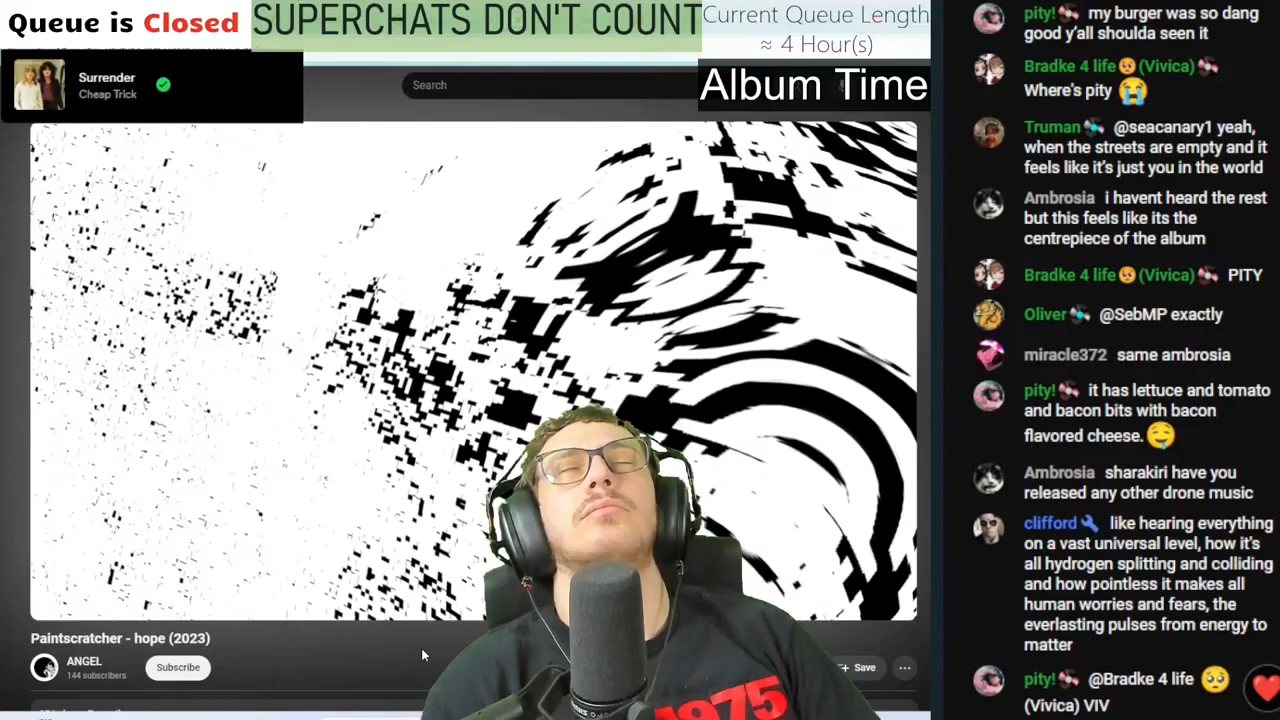 Queue is Closed
SUPERCHATS DON'T COUNT
Current Queue Length
≈ 4 Hour(s)
Album Time
Surrender
Cheap Trick
Search
Paintscratcher - hope (2023)
ANGEL
144 subscribers
Subscribe
Save
1975
pity! my burger was so dang
good y'all shoulda seen it
Bradke 4 life🥺(Vivica)
Where's pity 😭
Truman @seacanary1 yeah,
when the streets are empty and it
feels like it's just you in the world
Ambrosia i havent heard the rest
but this feels like its the
centrepiece of the album
Bradke 4 life🥺(Vivica) PITY
Oliver @SebMP exactly
miracle372 same ambrosia
pity! it has lettuce and tomato
and bacon bits with bacon
flavored cheese.🤤
Ambrosia sharakiri have you
released any other drone music
clifford like hearing everything
on a vast universal level, how it's
all hydrogen splitting and colliding
and how pointless it makes all
human worries and fears, the
everlasting pulses from energy to
matter
pity! @Bradke 4 life 🥺
(Vivica) VIV